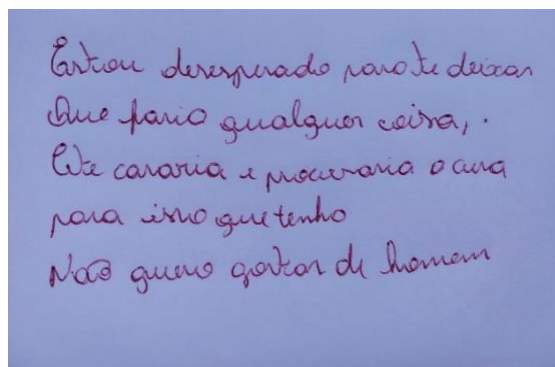 Estou desesperado para te deixar
Que faria qualquer coisa,.
Me casaria e procuraria a cura
para isso que tenho
Não quero gostar de homem